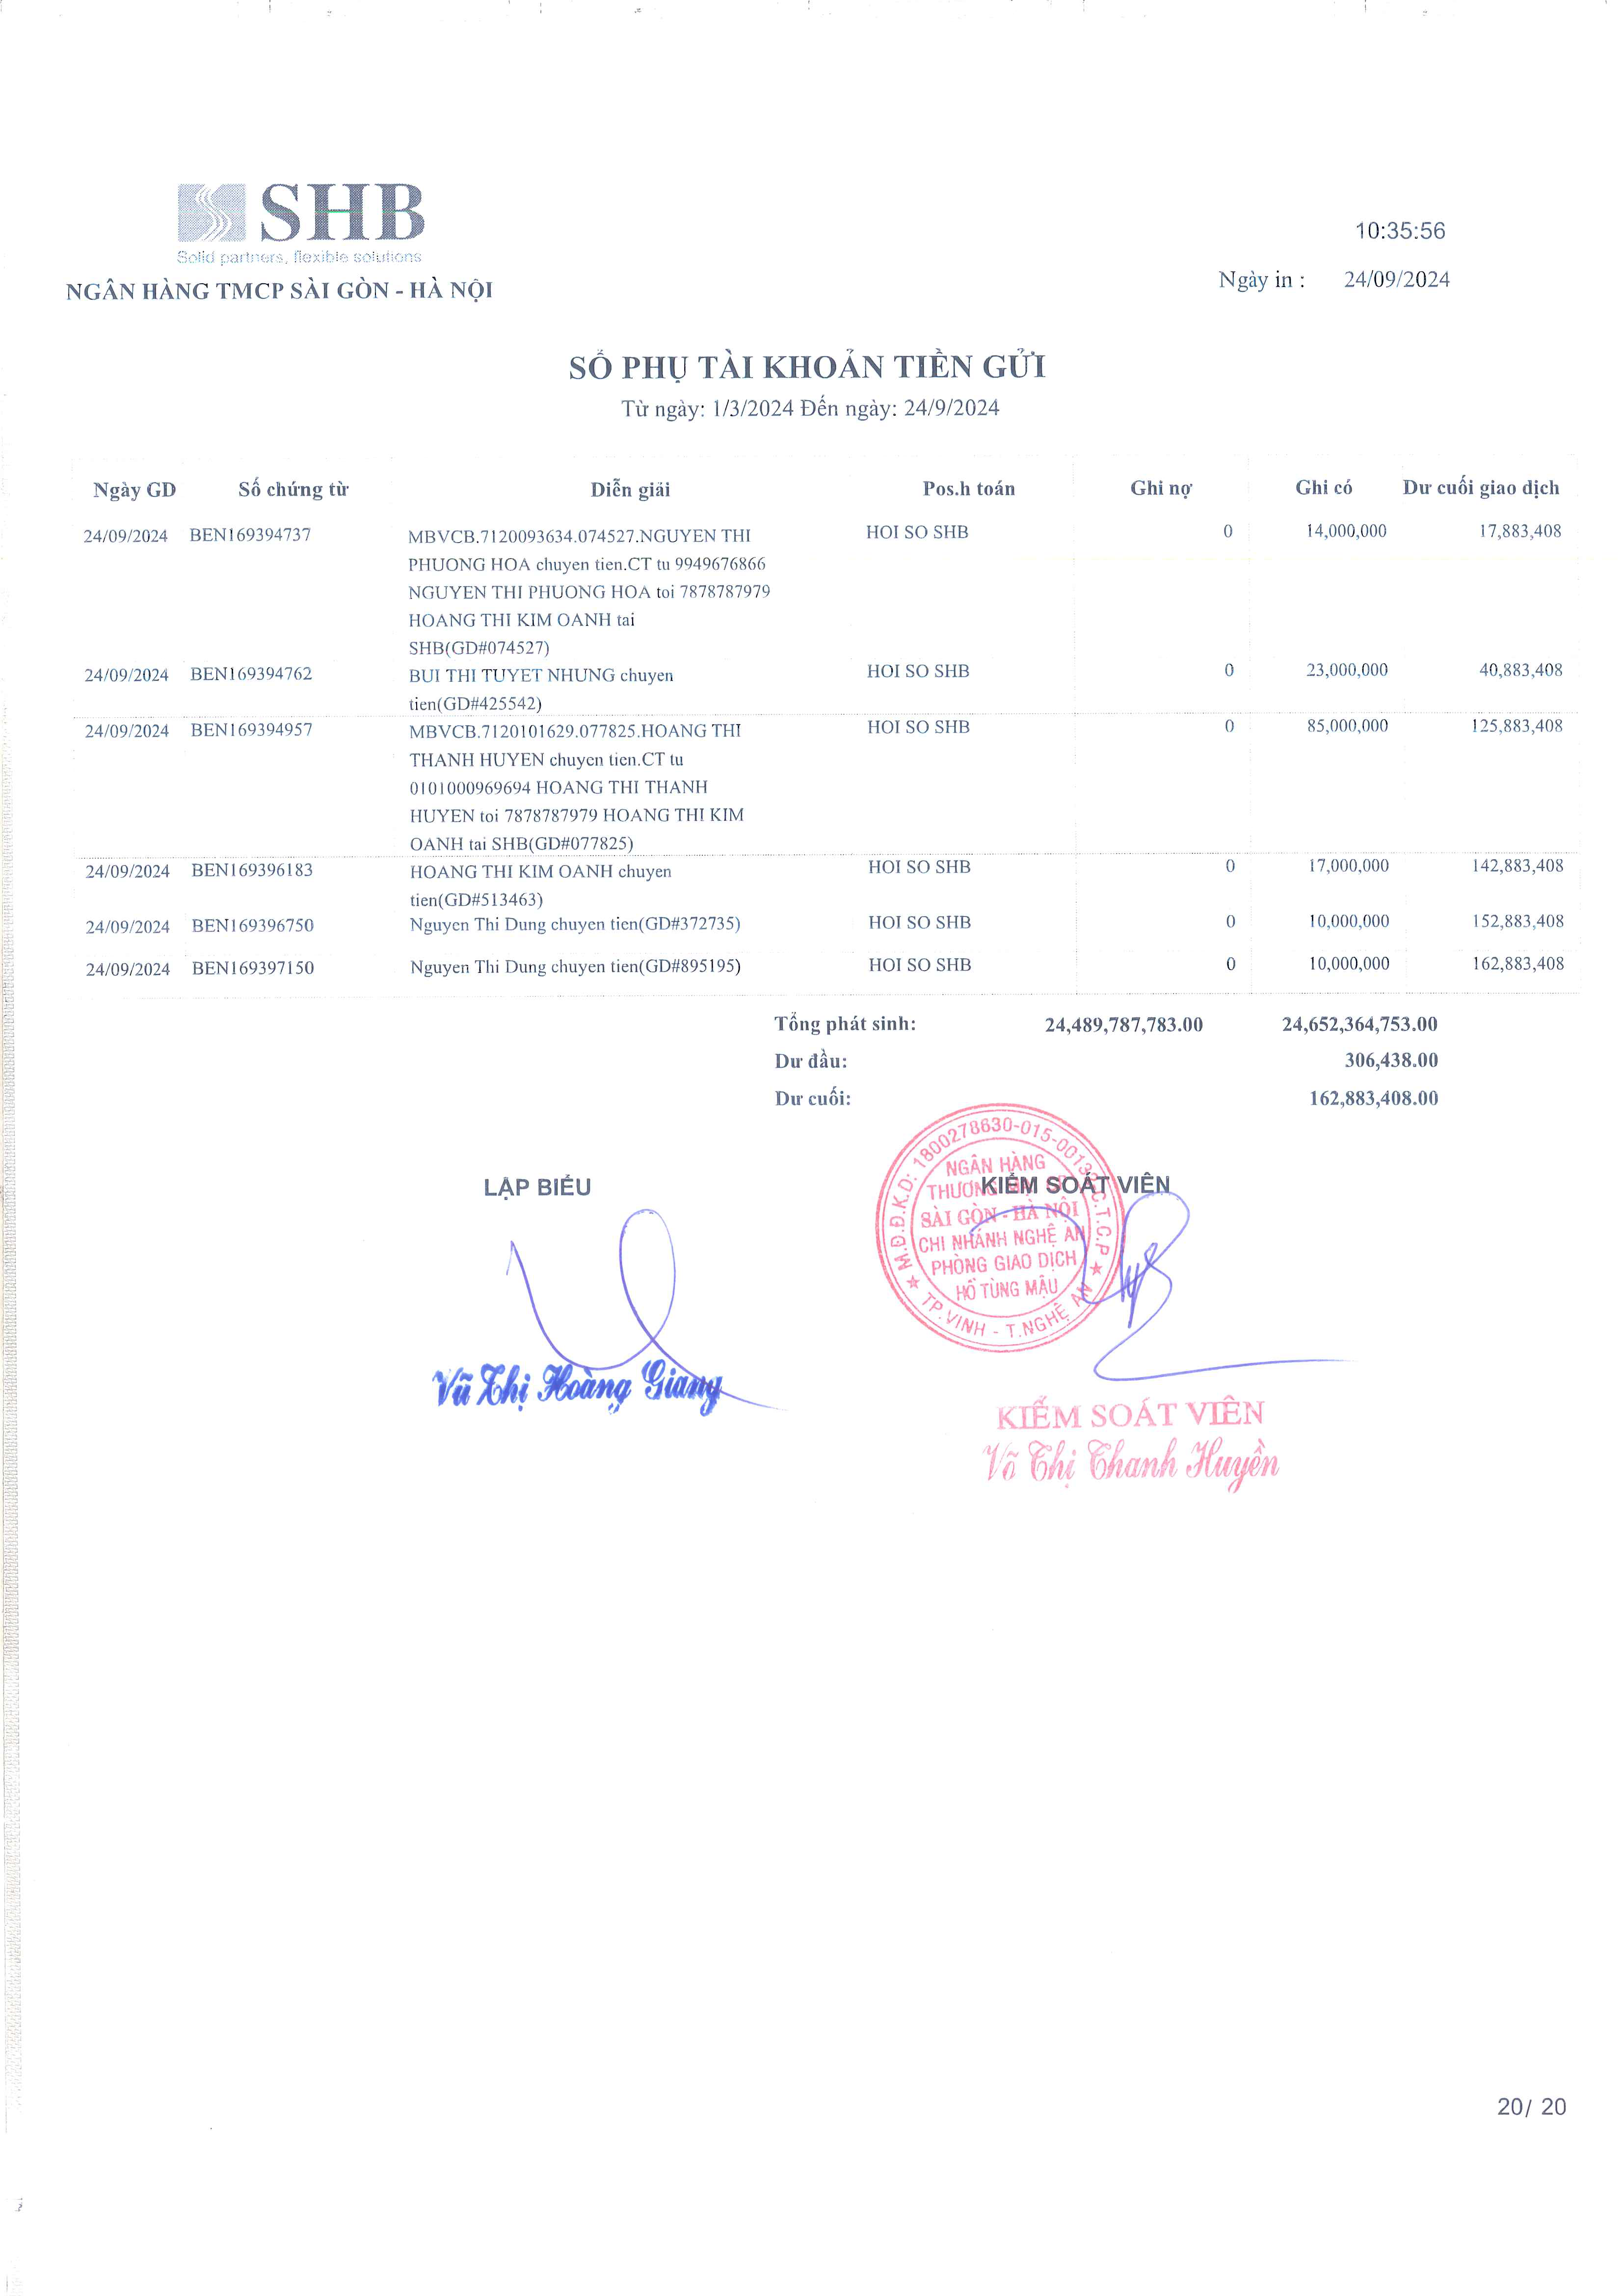 SHB
Solid partners, flexible solutions
NGÂN HÀNG TMCP SÀI GÒN - HÀ NỘI
10:35:56
Ngày in : 24/09/2024
SỔ PHỤ TÀI KHOẢN TIỀN GỬI
Từ ngày: 1/3/2024 Đến ngày: 24/9/2024
Ngày GD Số chứng từ Diễn giải Pos.h toán Ghi nợ Ghi có Dư cuối giao dịch
24/09/2024 BEN169394737 MBVCB.7120093634.074527.NGUYEN THI HOI SO SHB 0 14,000,000 17,883,408
PHUONG HOA chuyen tien.CT tu 9949676866
NGUYEN THI PHUONG HOA toi 7878787979
HOANG THI KIM OANH tai
SHB(GD#074527)
24/09/2024 BEN169394762 BUI THI TUYET NHUNG chuyen HOI SO SHB 0 23,000,000 40,883,408
tien(GD#425542)
24/09/2024 BEN169394957 MBVCB.7120101629.077825.HOANG THI HOI SO SHB 0 85,000,000 125,883,408
THANH HUYEN chuyen tien.CT tu
0101000969694 HOANG THI THANH
HUYEN toi 7878787979 HOANG THI KIM
OANH tai SHB(GD#077825)
24/09/2024 BEN169396183 HOANG THI KIM OANH chuyen HOI SO SHB 0 17,000,000 142,883,408
tien(GD#513463)
24/09/2024 BEN169396750 Nguyen Thi Dung chuyen tien(GD#372735) HOI SO SHB 0 10,000,000 152,883,408
24/09/2024 BEN169397150 Nguyen Thi Dung chuyen tien(GD#895195) HOI SO SHB 0 10,000,000 162,883,408
Tổng phát sinh: 24,489,787,783.00 24,652,364,753.00
Dư đầu: 306,438.00
Dư cuối: 162,883,408.00
LẬP BIỂU
KIỂM SOÁT VIÊN
M.Đ.Đ.K.D: 1800278630-015-001 C.T.C.P
NGÂN HÀNG
THƯƠNG
SÀI GÒN - HÀ NỘI
CHI NHÁNH NGHỆ AN
PHÒNG GIAO DỊCH
HỒ TÙNG MẬU
TP.VINH - T.NGHỆ AN
Vũ Thị Hoàng Giang
KIỂM SOÁT VIÊN
Võ Thị Thanh Huyền
20/ 20